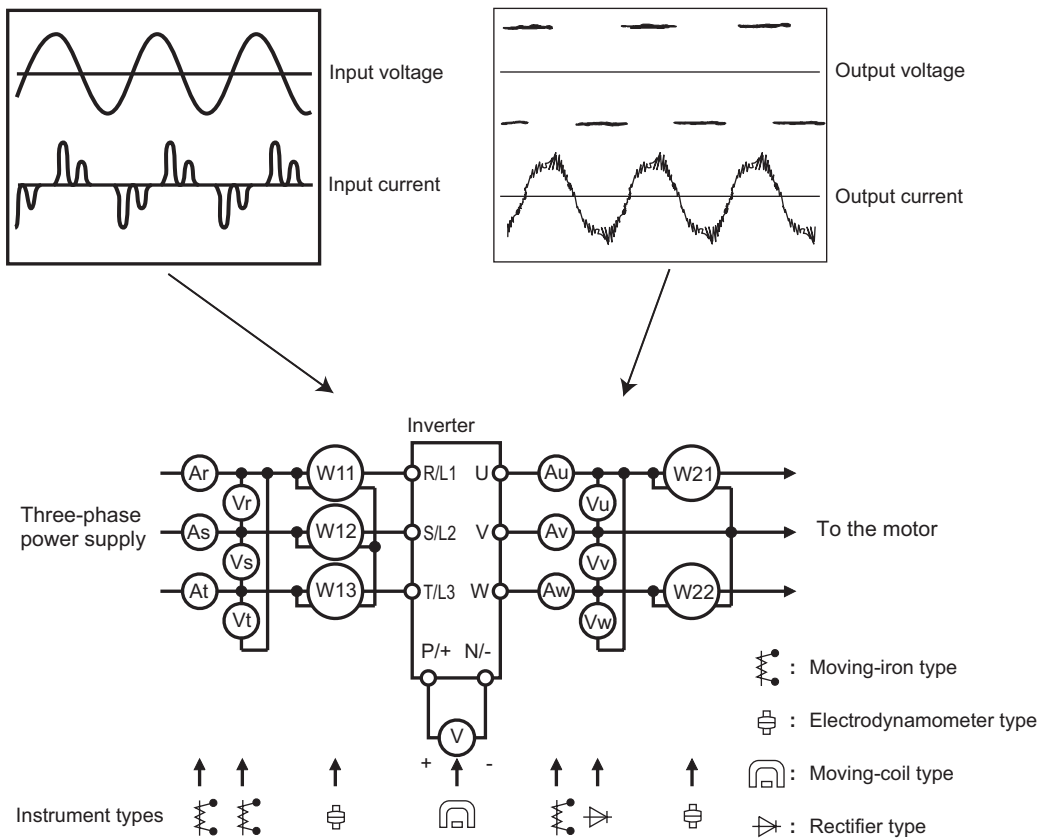 Input voltage
Input current
Output voltage
Output current
Inverter
Three-phase
power supply
Ar
As
At
Vr
Vs
Vt
W11
W12
W13
R/L1
S/L2
T/L3
U
V
W
P/+ N/-
V
+ -
Au
Av
Aw
Vu
Vv
Vw
W21
W22
To the motor
: Moving-iron type
: Electrodynamometer type
: Moving-coil type
: Rectifier type
Instrument types